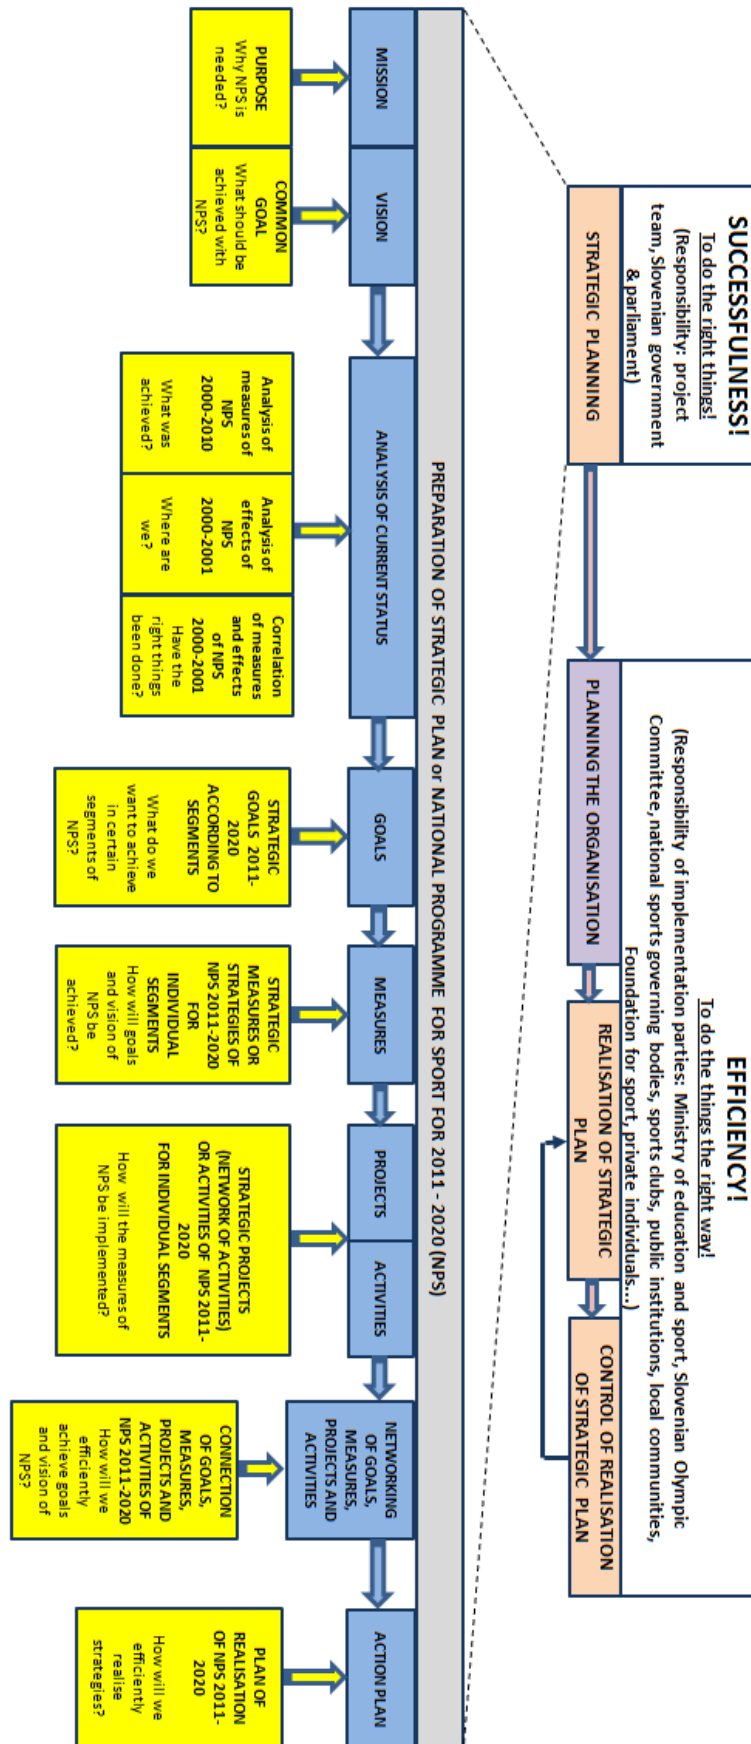 SUCCESSFULNESS!
To do the right things!
(Responsibility: project
team, Slovenian government
& parliament)
STRATEGIC PLANNING
EFFICIENCY!
To do the things the right way!
(Responsibility of implementation parties: Ministry of education and sport, Slovenian Olympic
Committee, national sports governing bodies, sports clubs, public institutions, local communities,
Foundation for sport, private individuals...)
PLANNING THE ORGANISATION
REALISATION OF STRATEGIC
PLAN
CONTROL OF REALISATION
OF STRATEGIC PLAN
PREPARATION OF STRATEGIC PLAN or NATIONAL PROGRAMME FOR SPORT FOR 2011 - 2020 (NPS)
MISSION
VISION
ANALYSIS OF CURRENT STATUS
GOALS
MEASURES
PROJECTS
ACTIVITIES
NETWORKING
OF GOALS,
MEASURES,
PROJECTS AND
ACTIVITIES
ACTION PLAN
PURPOSE
Why NPS is
needed?
COMMON
GOAL
What should be
achieved with
NPS?
Analysis of
measures of
NPS
2000-2010
What was
achieved?
Analysis of
effects of
NPS
2000-2001
Where are
we?
Correlation
of measures
and effects
of NPS
2000-2001
Have the
right things
been done?
STRATEGIC
GOALS 2011-
2020
ACCORDING TO
SEGMENTS
What do we
want to achieve
in certain
segments of
NPS?
STRATEGIC
MEASURES OR
STRATEGIES OF
NPS 2011-2020
FOR
INDIVIDUAL
SEGMENTS
How will goals
and vision of
NPS be
achieved?
STRATEGIC PROJECTS
(NETWORK OF ACTIVITIES)
OR ACTIVITIES OF NPS 2011-
2020
FOR INDIVIDUAL SEGMENTS
How will the measures of
NPS be implemented?
CONNECTION
OF GOALS,
MEASURES,
PROJECTS AND
ACTIVITIES OF
NPS 2011-2020
How will we
efficiently
achieve goals
and vision of
NPS?
PLAN OF
REALISATION
OF NPS 2011-
2020
How will we
efficiently
realise
strategies?